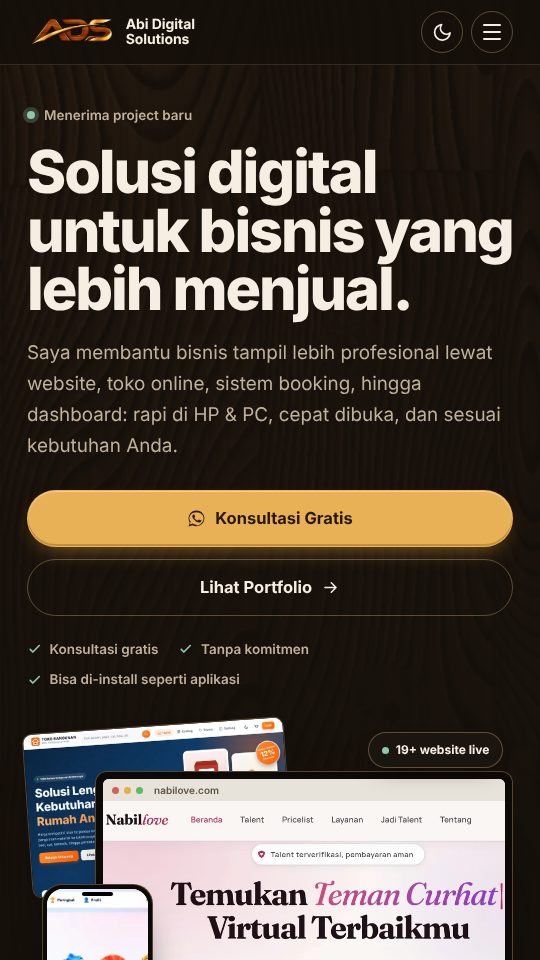 ADS
Abi Digital
Solutions
Menerima project baru
Solusi digital
untuk bisnis yang
lebih menjual.
Saya membantu bisnis tampil lebih profesional lewat
website, toko online, sistem booking, hingga
dashboard: rapi di HP & PC, cepat dibuka, dan sesuai
kebutuhan Anda.
Konsultasi Gratis
Lihat Portfolio →
Konsultasi gratis
Tanpa komitmen
Bisa di-install seperti aplikasi
19+ website live
12%
Solusi Leng
Kebutuhan
Rumah An
nabilove.com
Nabillove
Beranda Talent Pricelist Layanan Jadi Talent Tentang
Talent terverifikasi, pembayaran aman
Temukan Teman Curhat
Virtual Terbaikmu
Peringkat